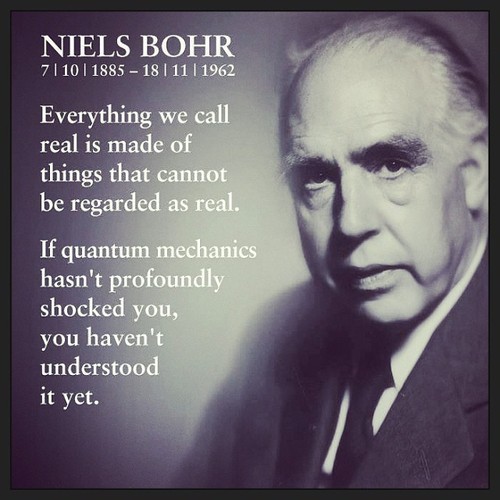 NIELS BOHR
7 | 10 | 1885 – 18 | 11 | 1962
Everything we call
real is made of
things that cannot
be regarded as real.
If quantum mechanics
hasn't profoundly
shocked you,
you haven't
understood
it yet.